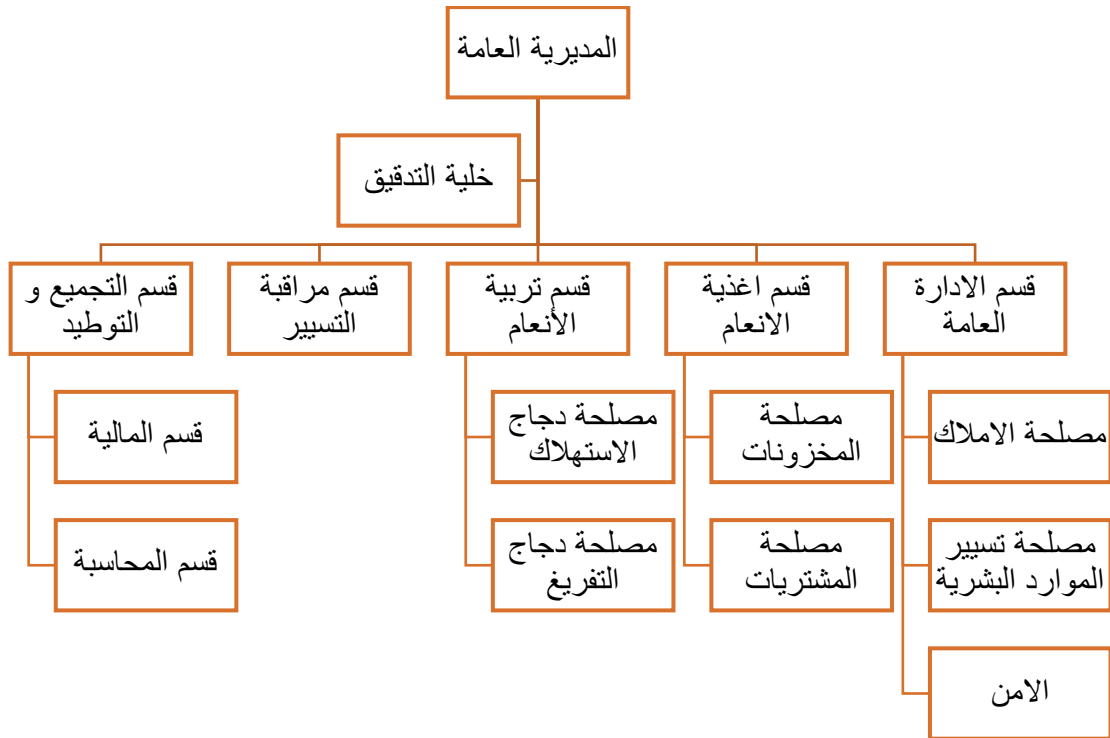 المديرية العامة
خلية التدقيق
قسم الادارة
العامة
قسم اغذية
الانعام
قسم تربية
الأنعام
قسم مراقبة
التسيير
قسم التجميع و
التوطيد
مصلحة الاملاك
مصلحة تسيير
الموارد البشرية
الامن
مصلحة
المخزونات
مصلحة
المشتريات
مصلحة دجاج
الاستهلاك
مصلحة دجاج
التفريغ
قسم المالية
قسم المحاسبة